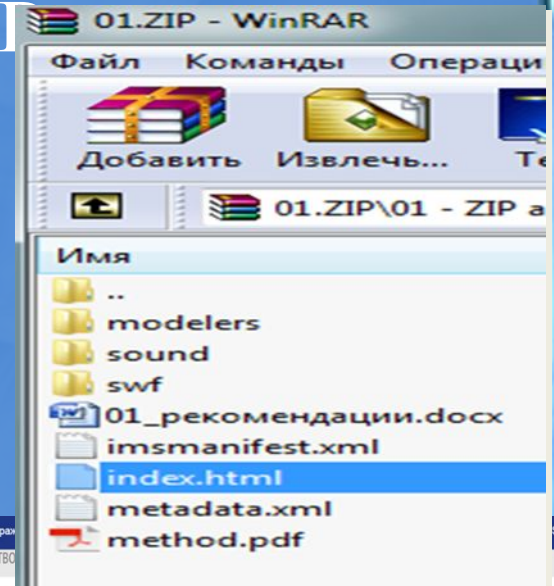 01.ZIP - WinRAR
Файл Команды Операци
Добавить Извлечь...
01.ZIP\01 - ZIP a
Имя
..
modelers
sound
swf
01_рекомендации.docx
imsmanifest.xml
index.html
metadata.xml
method.pdf